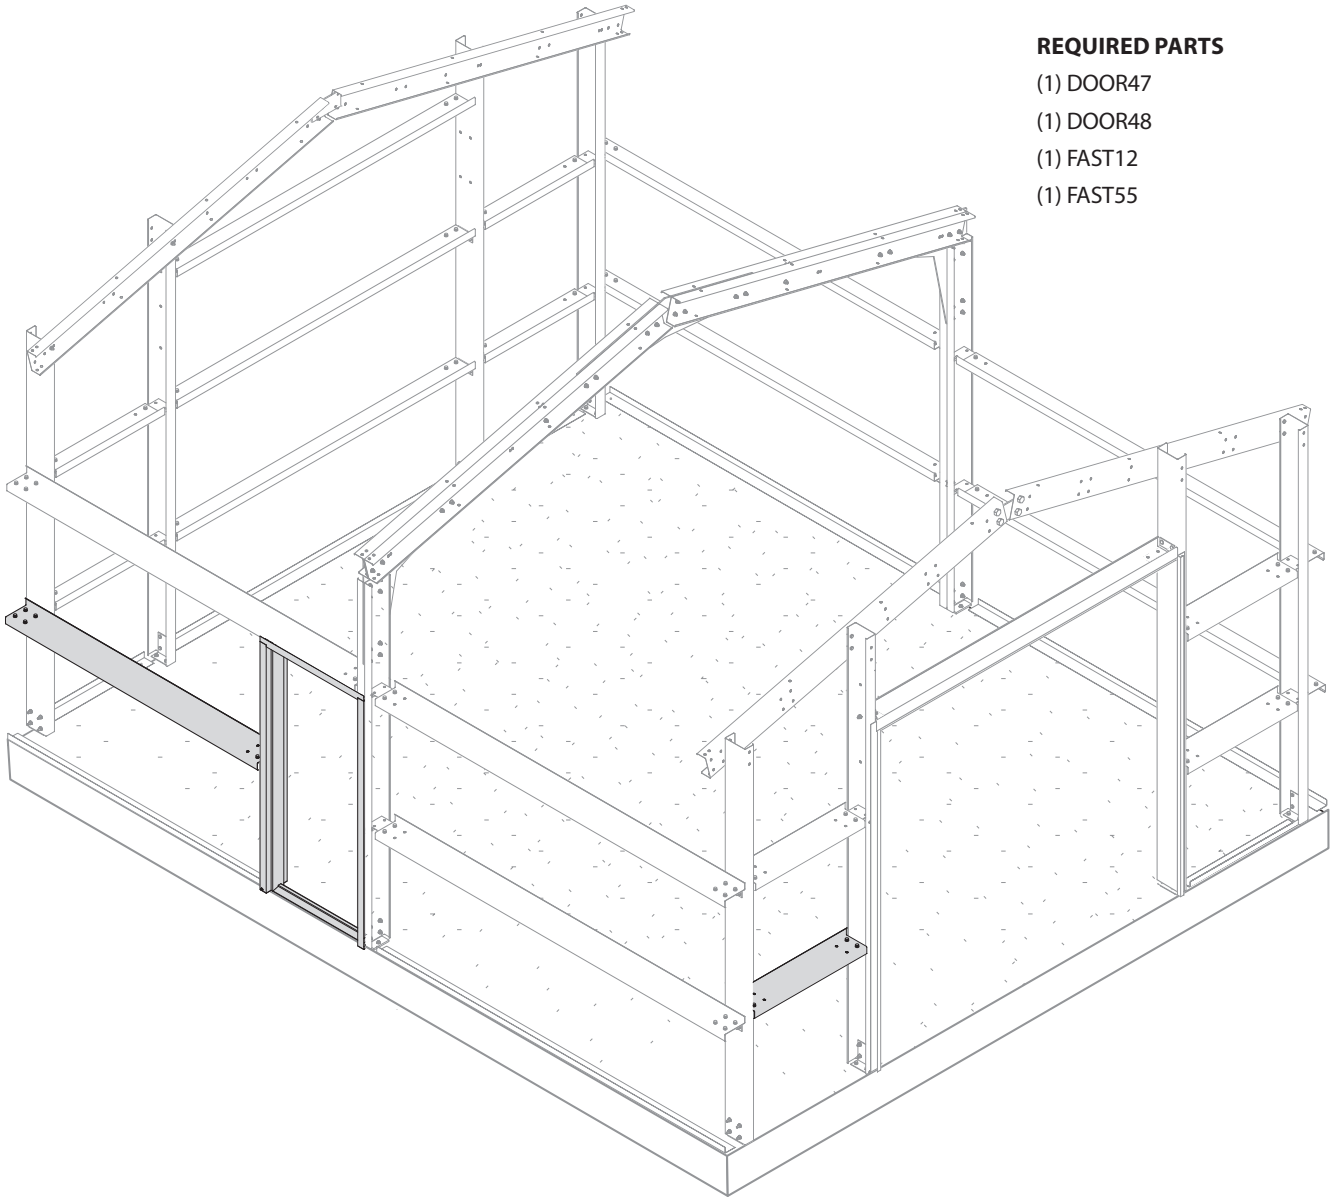 REQUIRED PARTS
(1) DOOR47
(1) DOOR48
(1) FAST12
(1) FAST55